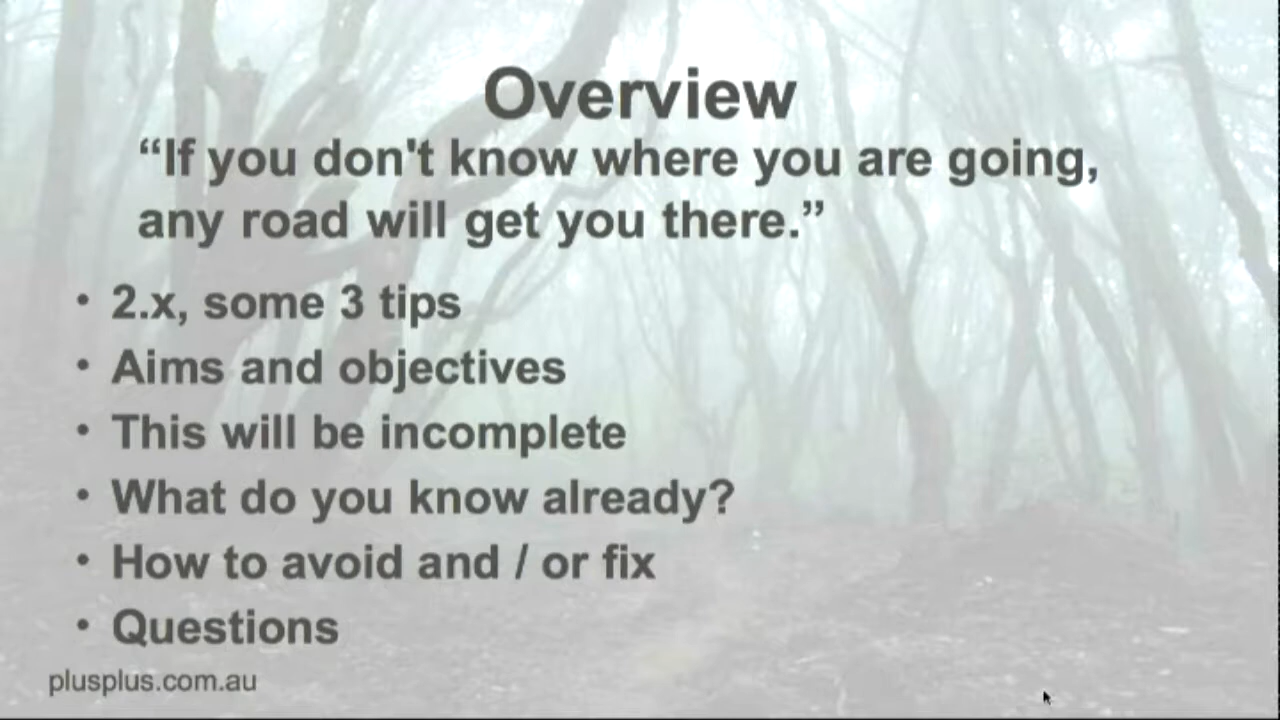 Overview
“If you don't know where you are going,
any road will get you there.”
• 2.x, some 3 tips
• Aims and objectives
• This will be incomplete
• What do you know already?
• How to avoid and / or fix
• Questions
plusplus.com.au